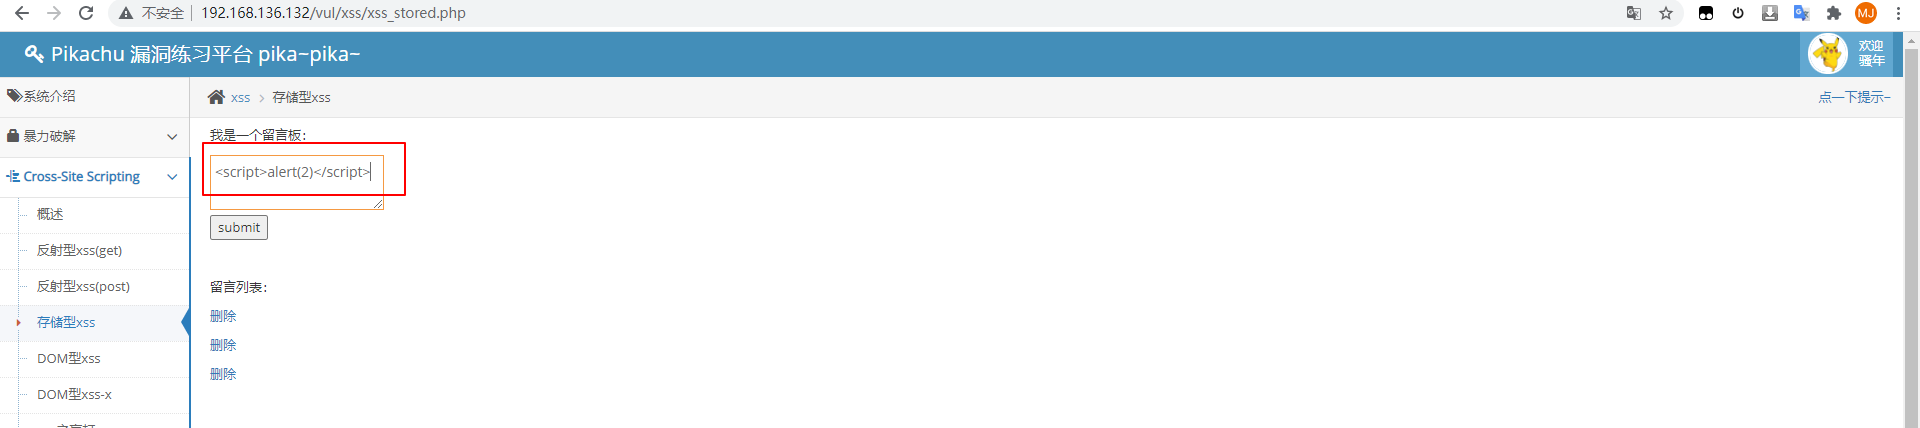 不安全 192.168.136.132/vul/xss/xss_stored.php
MJ
Pikachu 漏洞练习平台 pika~pika~
欢迎
骚年
系统介绍
xss > 存储型xss
点一下提示~
暴力破解
我是一个留言板：
Cross-Site Scripting
<script>alert(2)</script>
概述
submit
反射型xss(get)
反射型xss(post)
留言列表：
存储型xss
删除
删除
DOM型xss
删除
DOM型xss-x